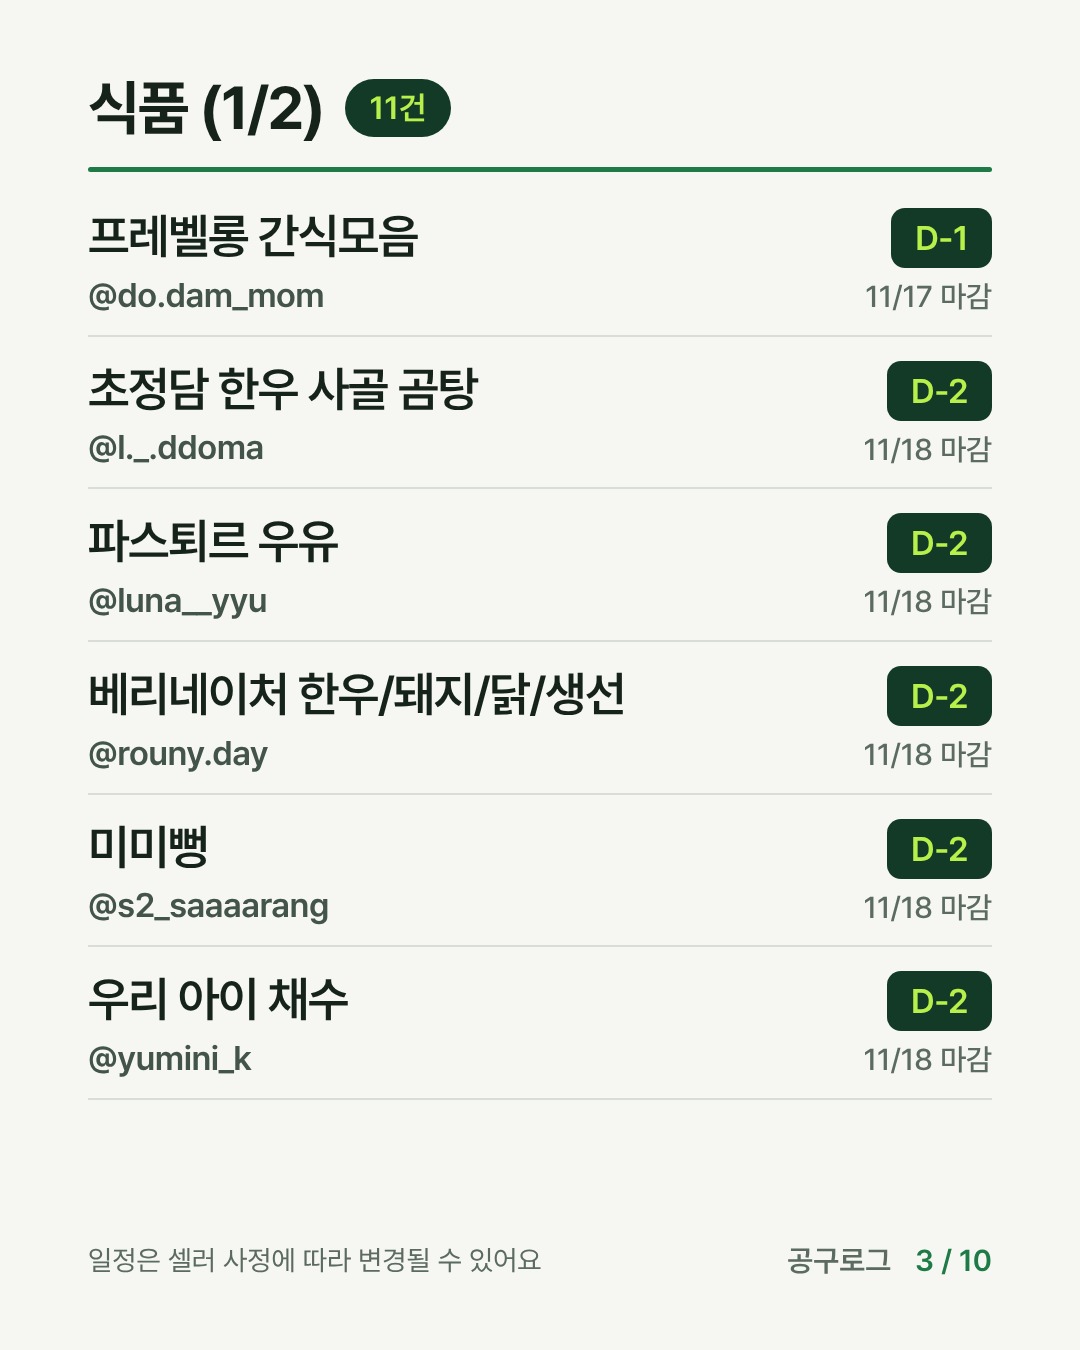 식품 (1/2) 11건
프레벨롱 간식모음 D-1
@do.dam_mom 11/17 마감
초정담 한우 사골 곰탕 D-2
@l._.ddoma 11/18 마감
파스퇴르 우유 D-2
@luna__yyu 11/18 마감
베리네이처 한우/돼지/닭/생선 D-2
@rouny.day 11/18 마감
미미뻥 D-2
@s2_saaaarang 11/18 마감
우리 아이 채수 D-2
@yumini_k 11/18 마감
일정은 셀러 사정에 따라 변경될 수 있어요 공구로그 3 / 10